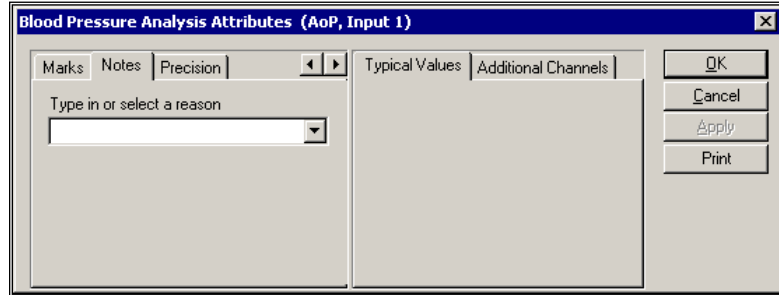 Blood Pressure Analysis Attributes (AoP, Input 1)
Marks Notes Precision
Typical Values Additional Channels
OK
Cancel
Apply
Print
Type in or select a reason